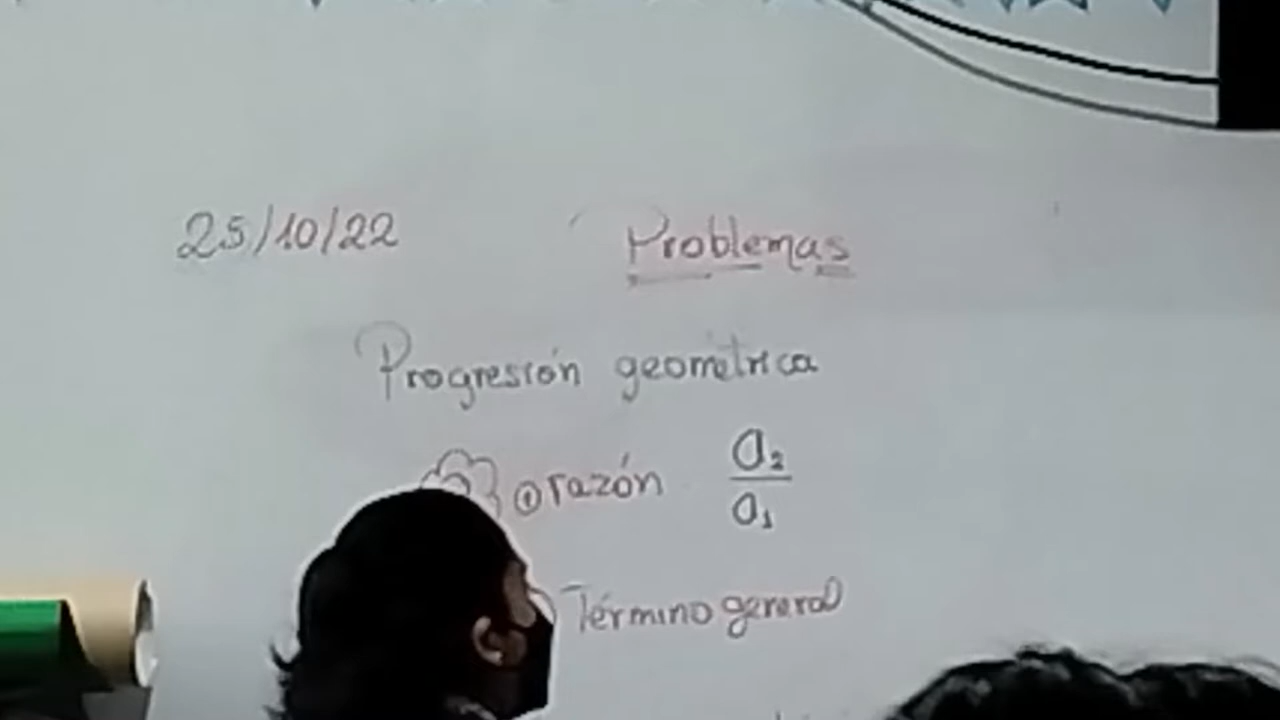 25/10/22 Problemas
Progresión geométrica
① razón a₂/a₁
Término general